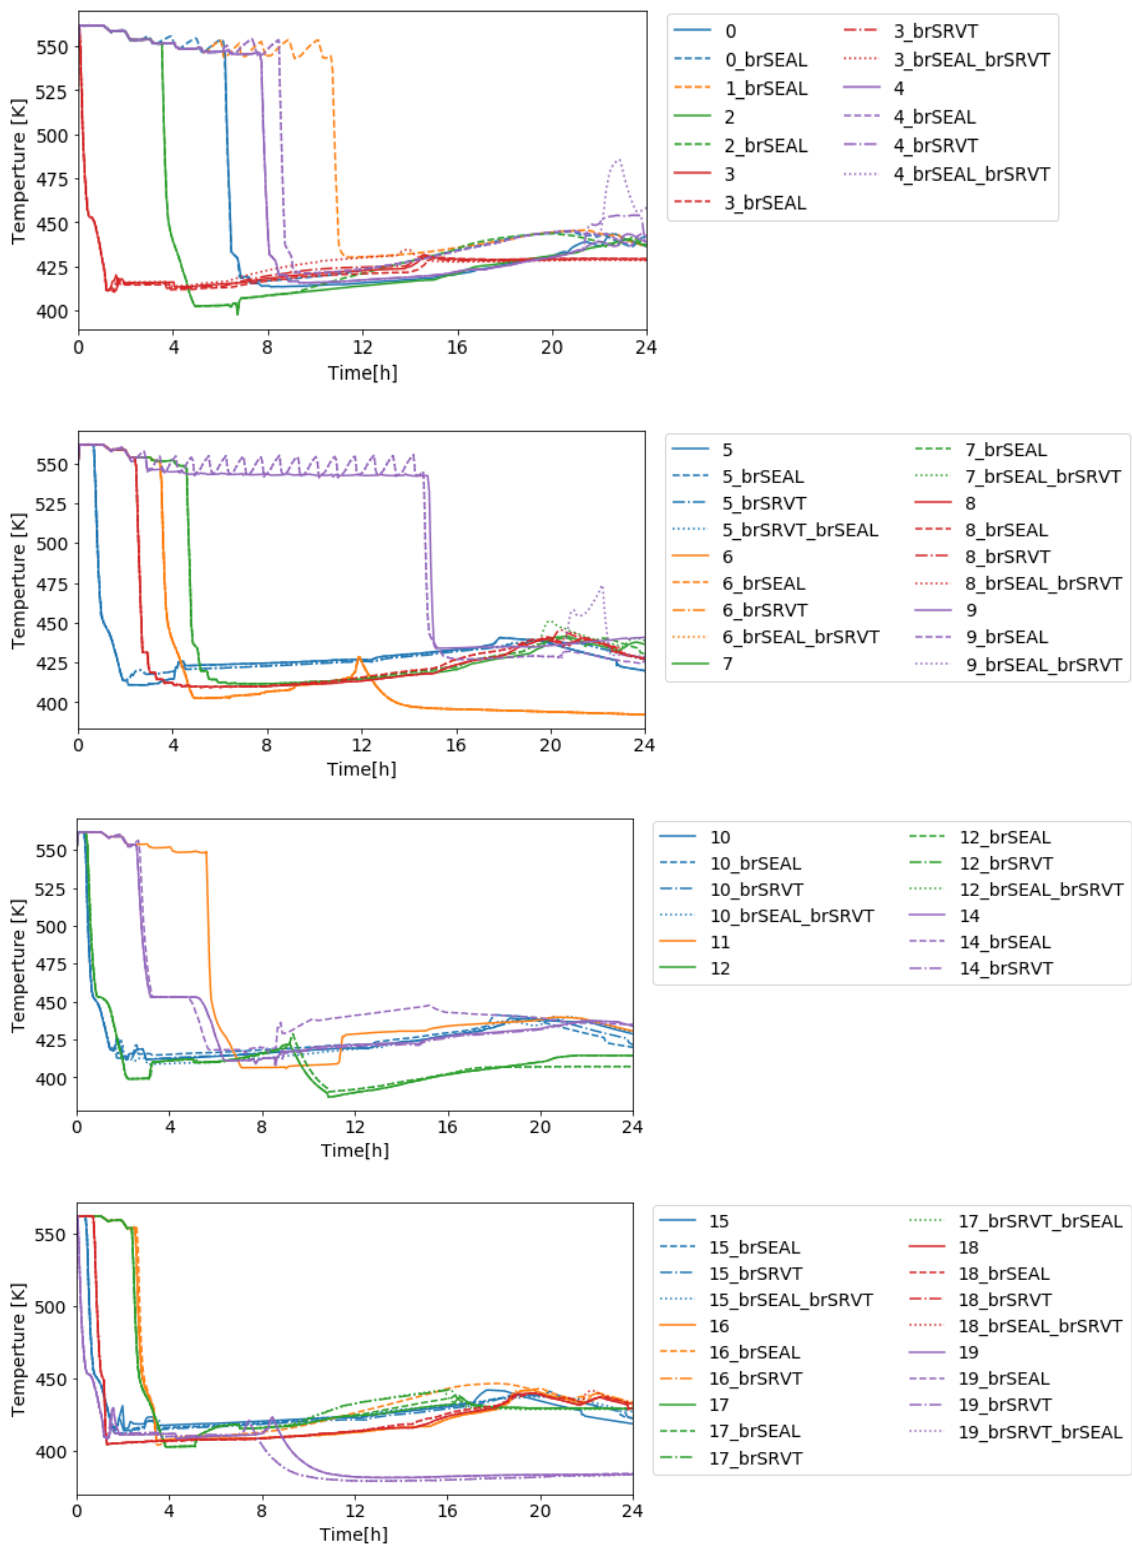 550
525
500
475
450
425
400
Temperture [K]
0 4 8 12 16 20 24
Time[h]
0
0_brSEAL
1_brSEAL
2
2_brSEAL
3
3_brSEAL
3_brSRVT
3_brSEAL_brSRVT
4
4_brSEAL
4_brSRVT
4_brSEAL_brSRVT
550
525
500
475
450
425
400
Temperture [K]
0 4 8 12 16 20 24
Time[h]
5
5_brSEAL
5_brSRVT
5_brSRVT_brSEAL
6
6_brSEAL
6_brSRVT
6_brSEAL_brSRVT
7
7_brSEAL
7_brSEAL_brSRVT
8
8_brSEAL
8_brSRVT
8_brSEAL_brSRVT
9
9_brSEAL
9_brSEAL_brSRVT
550
525
500
475
450
425
400
Temperture [K]
0 4 8 12 16 20 24
Time[h]
10
10_brSEAL
10_brSRVT
10_brSEAL_brSRVT
11
12
12_brSEAL
12_brSRVT
12_brSEAL_brSRVT
14
14_brSEAL
14_brSRVT
550
500
450
400
Temperture [K]
0 4 8 12 16 20 24
Time[h]
15
15_brSEAL
15_brSRVT
15_brSEAL_brSRVT
16
16_brSEAL
16_brSRVT
17
17_brSEAL
17_brSRVT
17_brSRVT_brSEAL
18
18_brSEAL
18_brSRVT
18_brSEAL_brSRVT
19
19_brSEAL
19_brSRVT
19_brSRVT_brSEAL